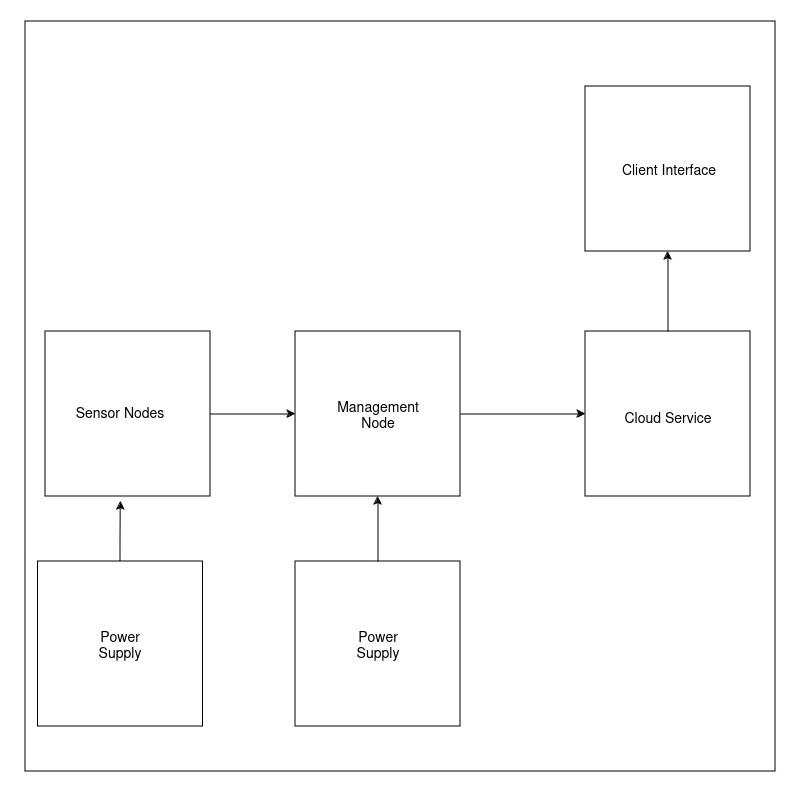 Client Interface
Sensor Nodes
Management
Node
Cloud Service
Power
Supply
Power
Supply